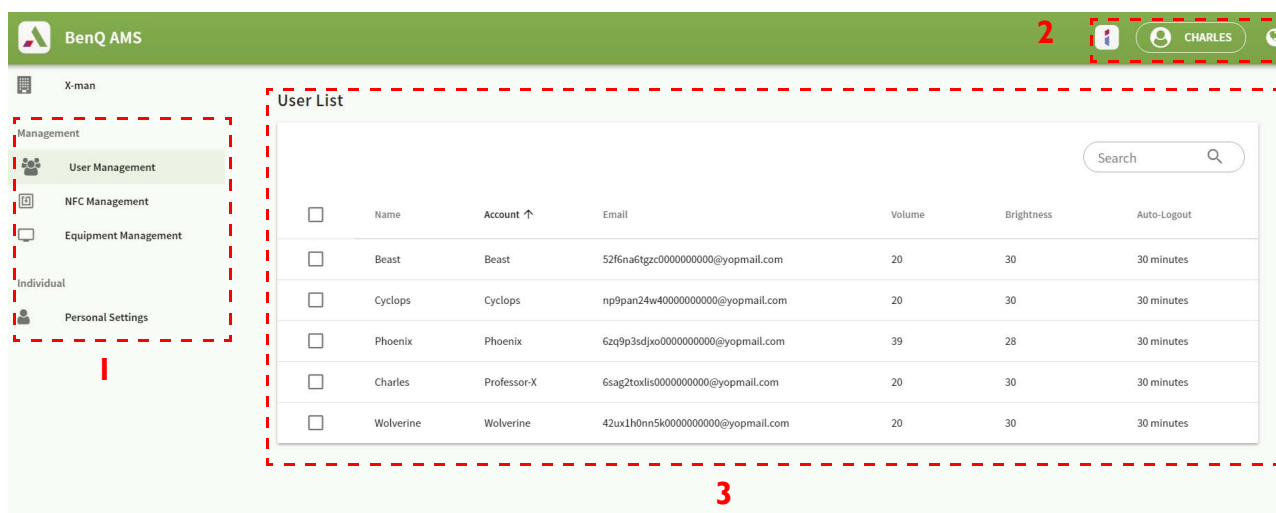 BenQ AMS
2
CHARLES
X-man
User List
Management
Search
User Management
NFC Management
Name Account ↑ Email Volume Brightness Auto-Logout
Equipment Management
Beast Beast 52f6na6tgzc0000000000@yopmail.com 20 30 30 minutes
Individual
Cyclops Cyclops np9pan24w40000000000@yopmail.com 20 30 30 minutes
Personal Settings
Phoenix Phoenix 6zq9p3sdjxo0000000000@yopmail.com 39 28 30 minutes
1
Charles Professor-X 6sag2toxlis0000000000@yopmail.com 20 30 30 minutes
Wolverine Wolverine 42ux1h0nn5k0000000000@yopmail.com 20 30 30 minutes
3